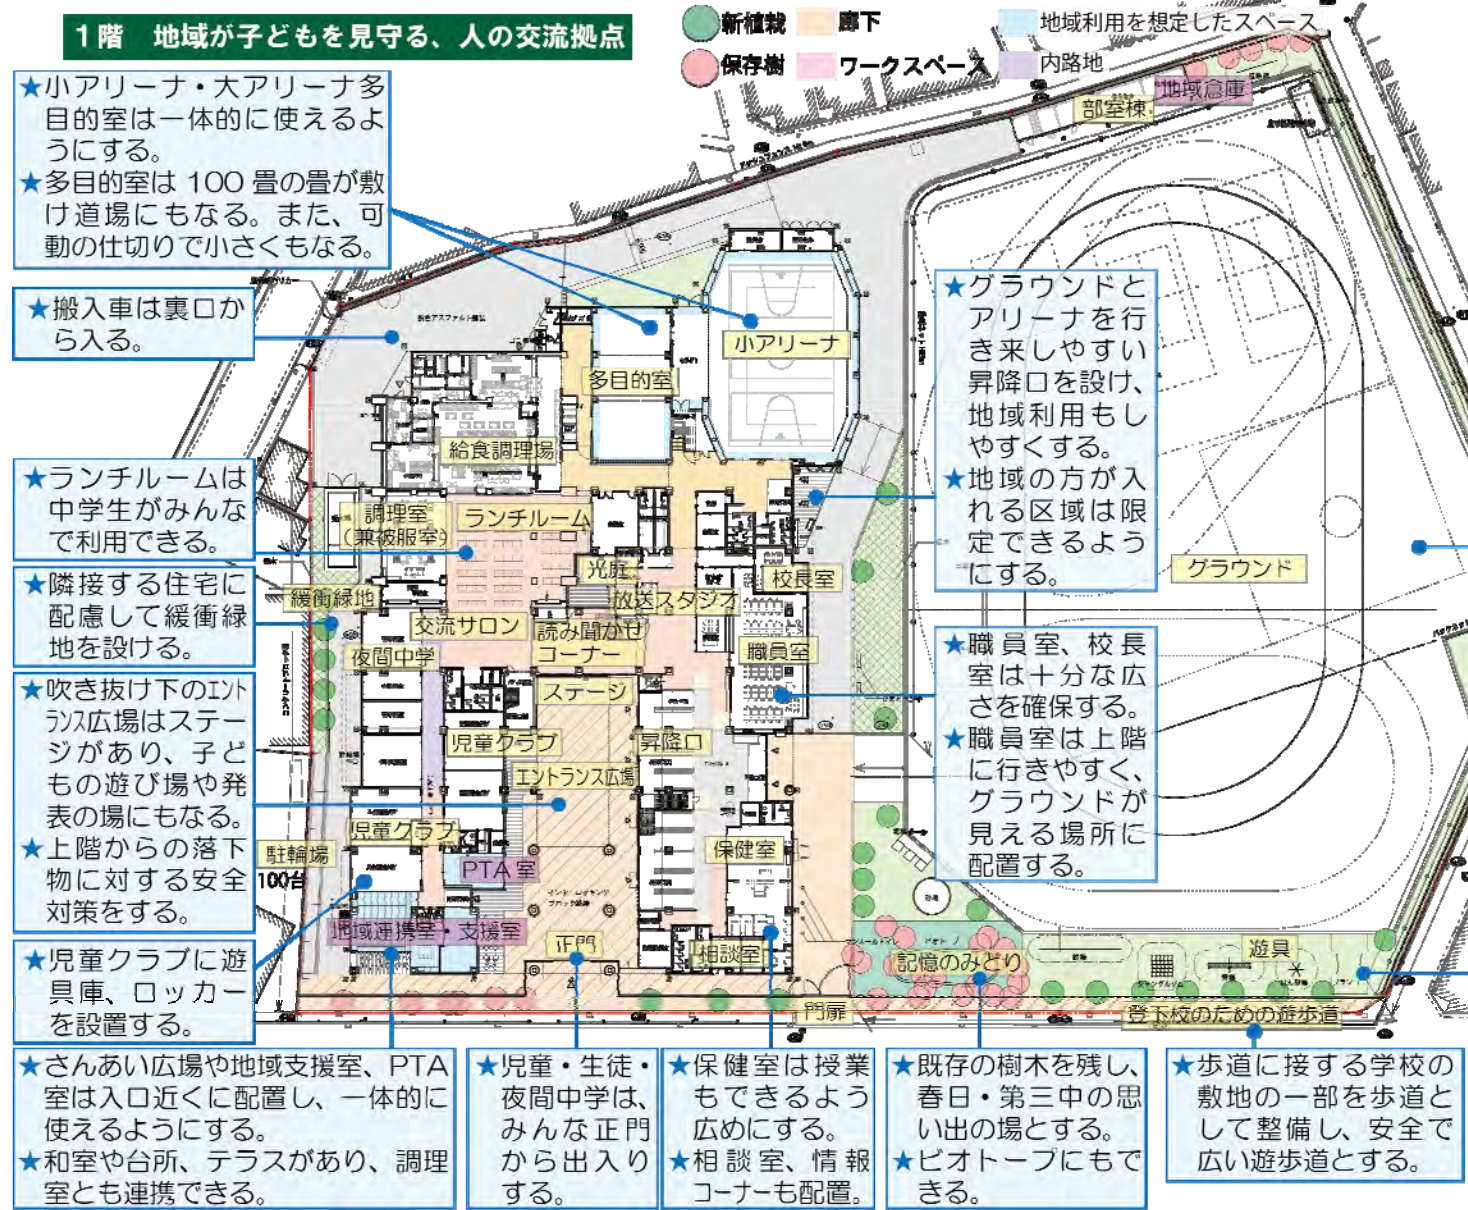 1階　地域が子どもを見守る、人の交流拠点
新植栽
廊下
地域利用を想定したスペース
保存樹
ワークスペース
内路地
★小アリーナ・大アリーナ多
目的室は一体的に使えるよ
うにする。
★多目的室は 100 畳の畳が敷
け道場にもなる。また、可
動の仕切りで小さくもなる。
★搬入車は裏口か
ら入る。
★ランチルームは
中学生がみんな
で利用できる。
★隣接する住宅に
配慮して緩衝緑
地を設ける。
★吹き抜け下のエント
ランス広場はステー
ジがあり、子ど
もの遊び場や発
表の場にもなる。
★上階からの落下
物に対する安全
対策をする。
★児童クラブに遊
具庫、ロッカー
を設置する。
地域倉庫
部室棟
小アリーナ
多目的室
給食調理場
調理室
(兼被服室)
ランチルーム
光庭
校長室
緩衝緑地
放送スタジオ
交流サロン
読み聞かせ
コーナー
夜間中学
職員室
ステージ
児童クラブ
昇降口
エントランス広場
児童クラブ
駐輪場
100台
保健室
PTA 室
地域連携室・支援室
正門
相談室
記憶のみどり
遊具
門扉
登下校のための遊歩道
グラウンド
★グラウンドと
アリーナを行
き来しやすい
昇降口を設け、
地域利用もし
やすくする。
★地域の方が入
れる区域は限
定できるよう
にする。
★職員室、校長
室は十分な広
さを確保する。
★職員室は上階
に行きやすく、
グラウンドが
見える場所に
配置する。
★さんあい広場や地域支援室、PTA
室は入口近くに配置し、一体的に
使えるようにする。
★和室や台所、テラスがあり、調理
室とも連携できる。
★児童・生徒・
夜間中学は、
みんな正門
から出入り
する。
★保健室は授業
もできるよう
広めにする。
★相談室、情報
コーナーも配置。
★既存の樹木を残し、
春日・第三中の思
い出の場とする。
★ビオトープにもで
きる。
★歩道に接する学校の
敷地の一部を歩道と
して整備し、安全で
広い遊歩道とする。